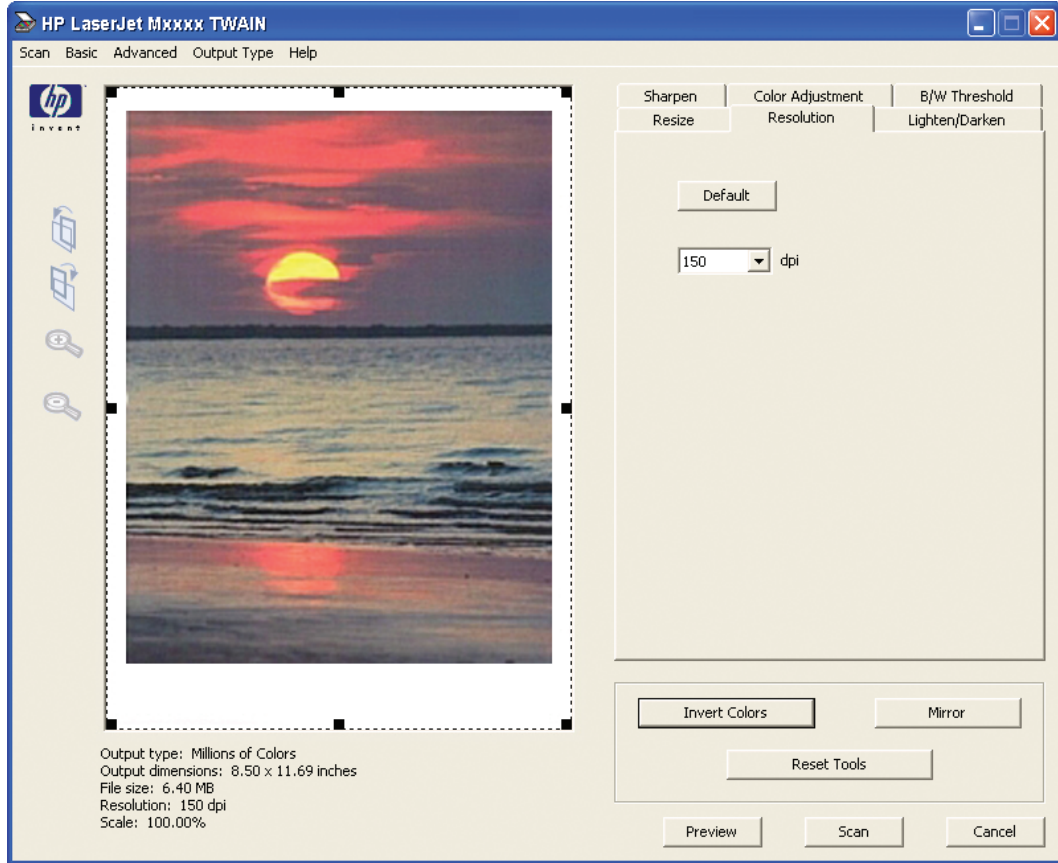 HP LaserJet Mxxxx TWAIN
Scan Basic Advanced Output Type Help
hp
invent
Sharpen Color Adjustment B/W Threshold
Resize Resolution Lighten/Darken
Default
150 dpi
Invert Colors Mirror
Reset Tools
Output type: Millions of Colors
Output dimensions: 8.50 x 11.69 inches
File size: 6.40 MB
Resolution: 150 dpi
Scale: 100.00%
Preview Scan Cancel